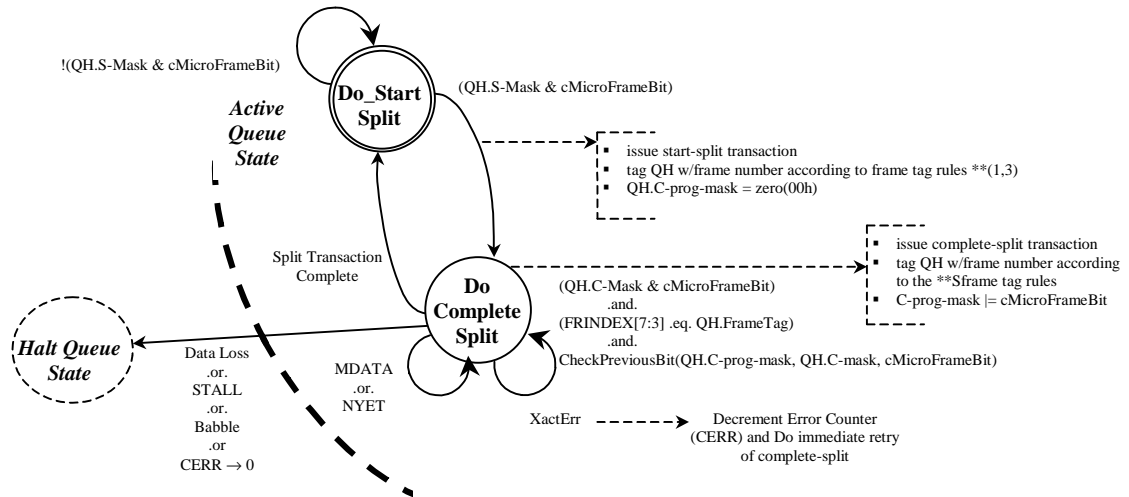 !(QH.S-Mask & cMicroFrameBit)
Do_Start
Split
(QH.S-Mask & cMicroFrameBit)
Active
Queue
State
▪ issue start-split transaction
▪ tag QH w/frame number according to frame tag rules **(1,3)
▪ QH.C-prog-mask = zero(00h)
Split Transaction
Complete
▪ issue complete-split transaction
▪ tag QH w/frame number according
to the **Sframe tag rules
▪ C-prog-mask |= cMicroFrameBit
Do
Complete
Split
(QH.C-Mask & cMicroFrameBit)
.and.
(FRINDEX[7:3] .eq. QH.FrameTag)
.and.
CheckPreviousBit(QH.C-prog-mask, QH.C-mask, cMicroFrameBit)
Halt Queue
State
Data Loss
.or.
STALL
.or.
Babble
.or
CERR → 0
MDATA
.or.
NYET
XactErr
Decrement Error Counter
(CERR) and Do immediate retry
of complete-split